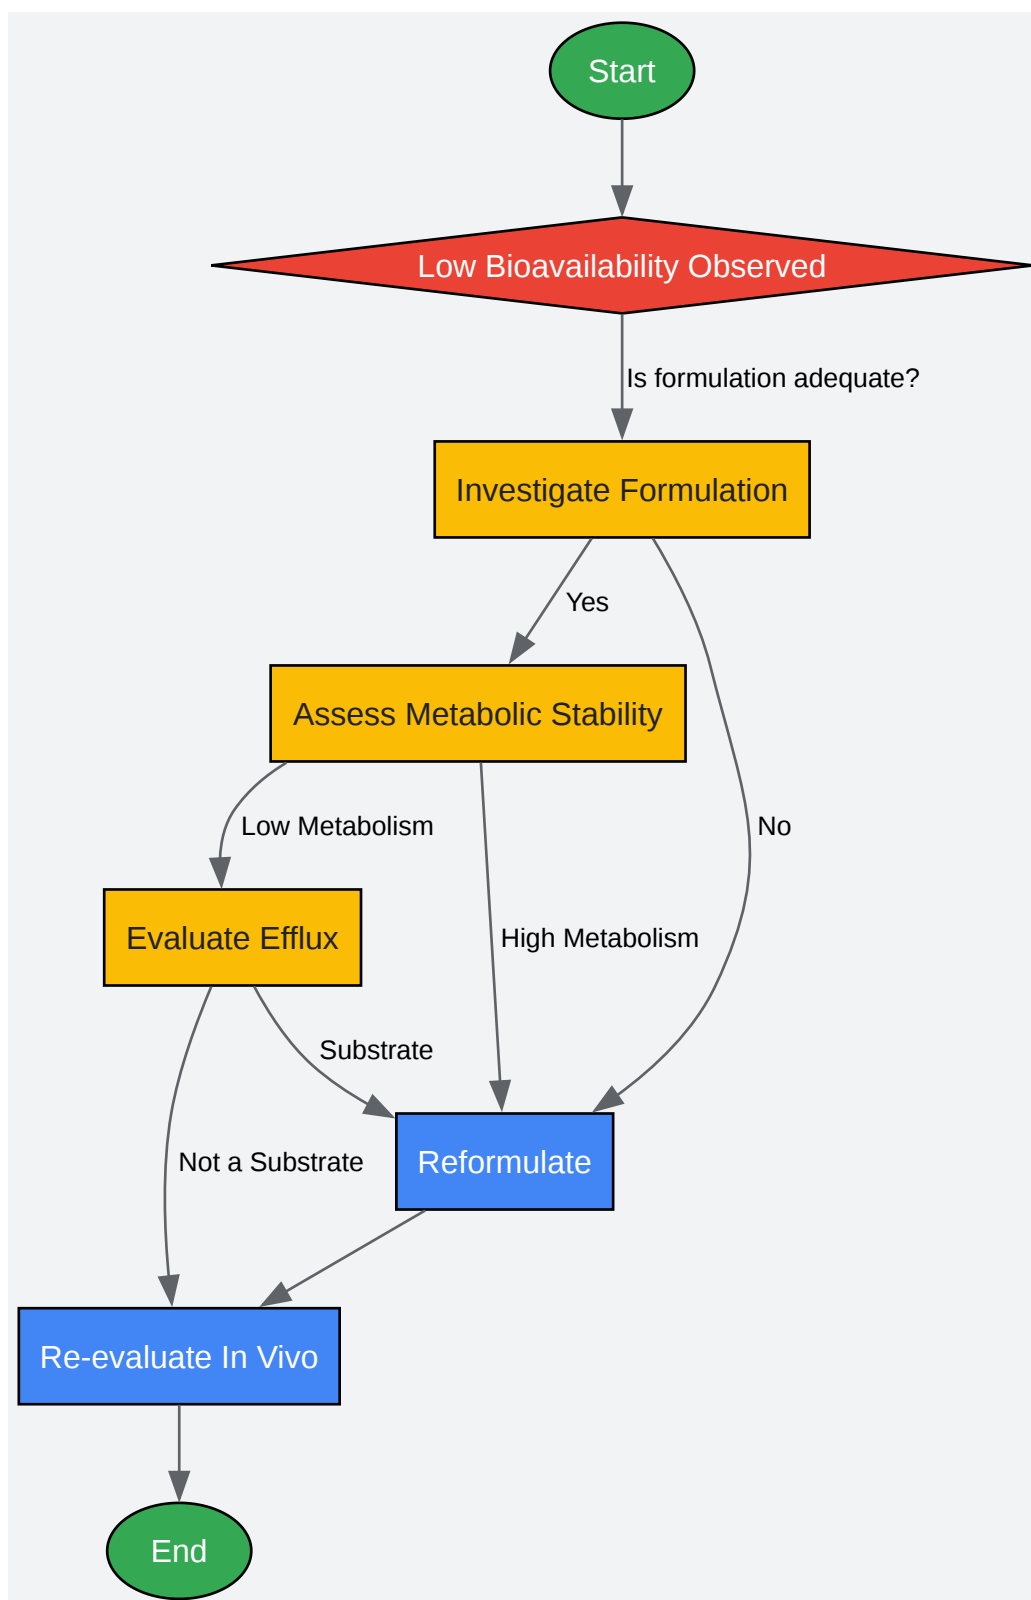 Start
Low Bioavailability Observed
Is formulation adequate?
Investigate Formulation
Yes
Assess Metabolic Stability
Low Metabolism
No
Evaluate Efflux
High Metabolism
Substrate
Not a Substrate
Reformulate
Re-evaluate In Vivo
End